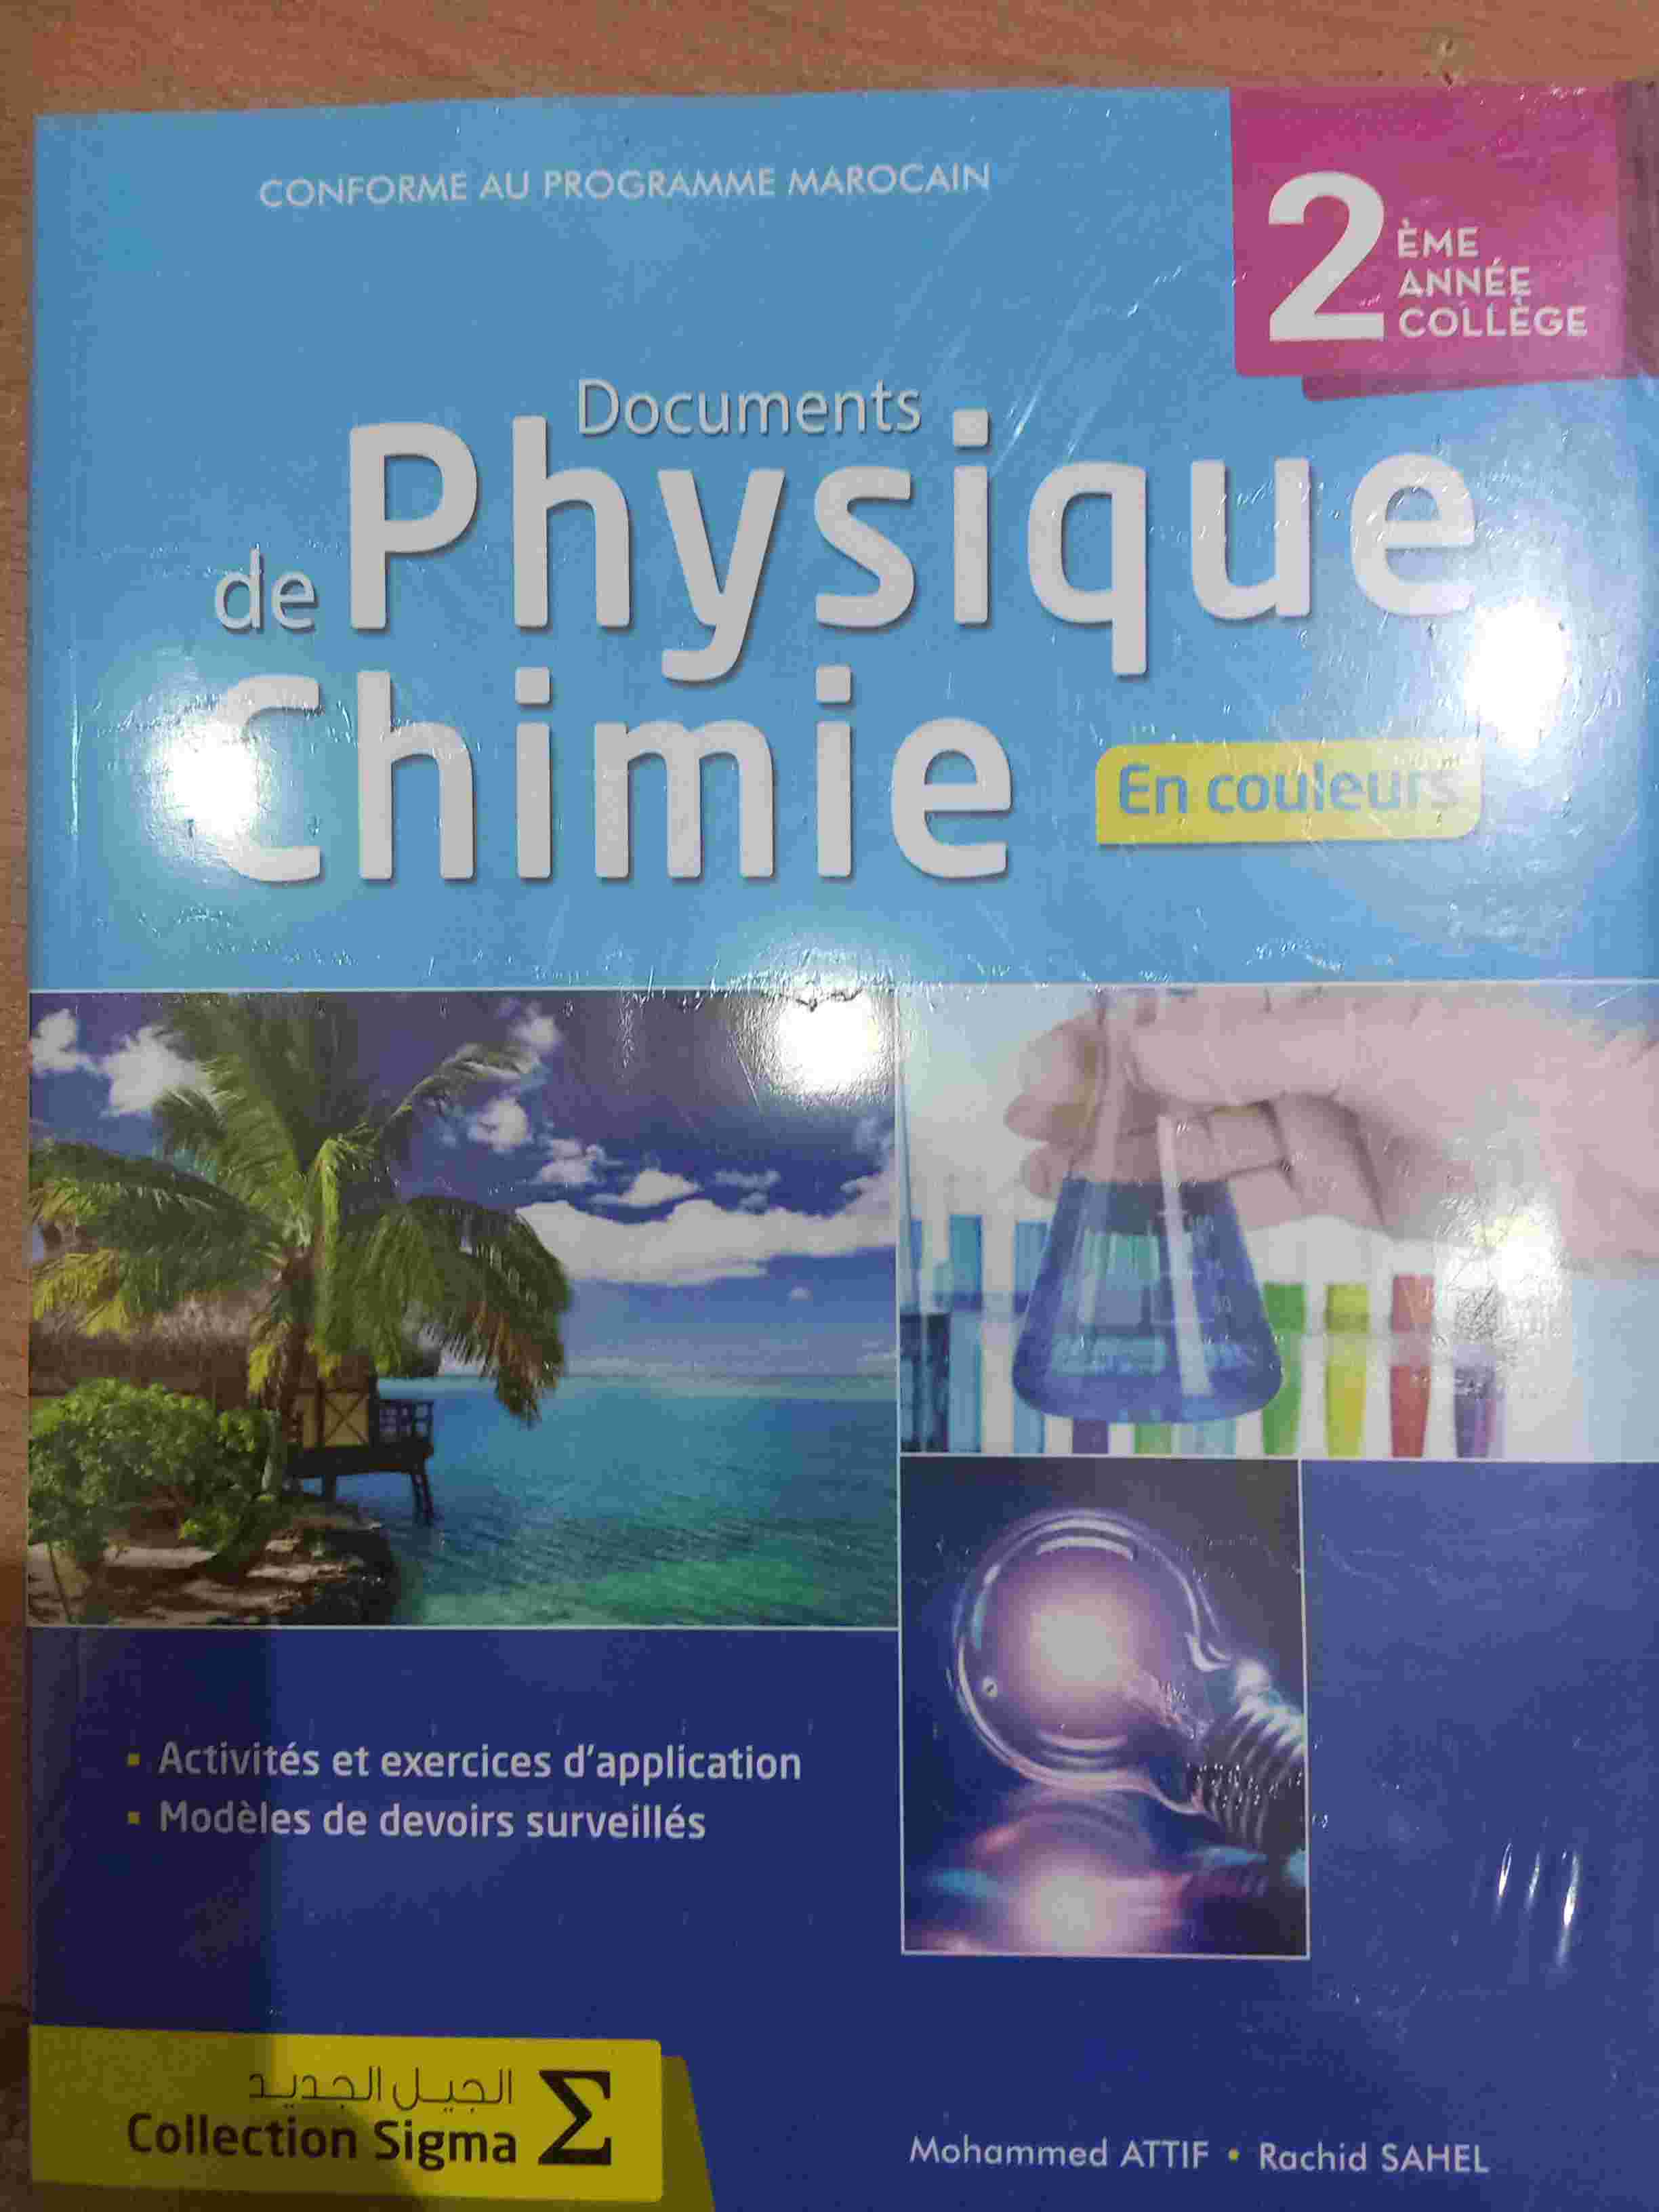 CONFORME AU PROGRAMME MAROCAIN
2 ÈME
ANNÉE
COLLÈGE
Documents
de Physique
Chimie
En couleurs
▪ Activités et exercices d'application
▪ Modèles de devoirs surveillés
الجيل الجديد
Collection Sigma Σ
Mohammed ATTIF • Rachid SAHEL